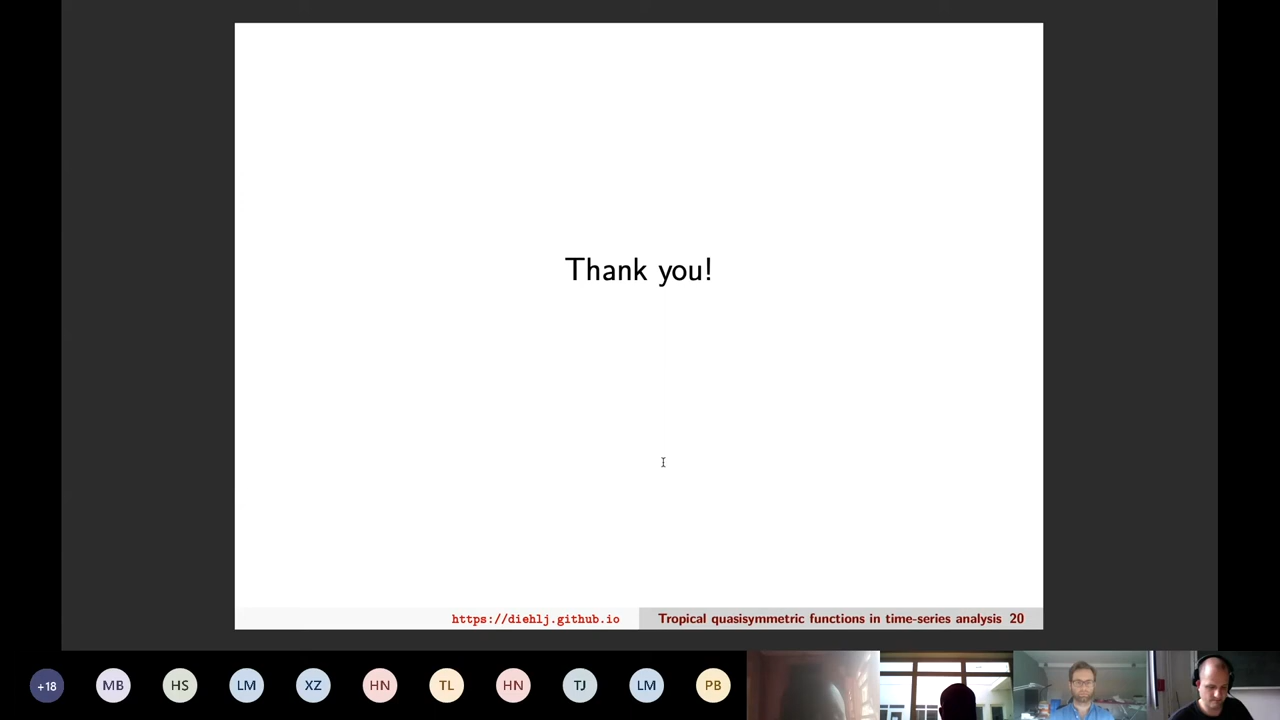 Thank you!
https://diehlj.github.io
Tropical quasisymmetric functions in time-series analysis 20
+18
MB
HS
LM
XZ
HN
TL
HN
TJ
LM
PB